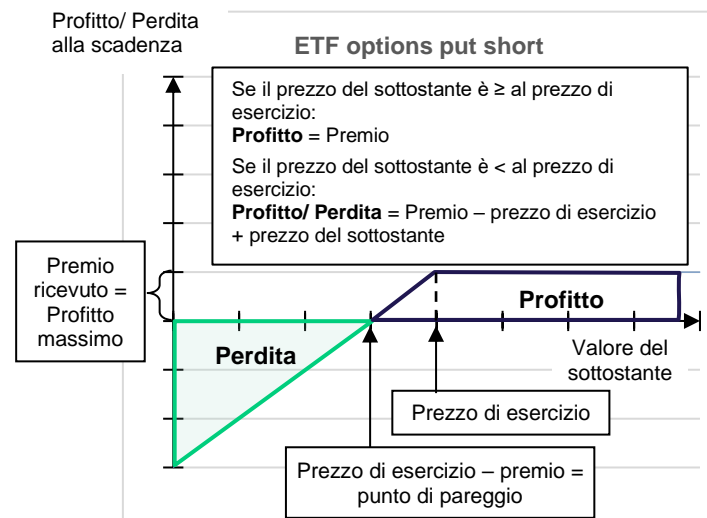 Profitto/ Perdita
alla scadenza
ETF options put short
Se il prezzo del sottostante è ≥ al prezzo di
esercizio:
Profitto = Premio
Se il prezzo del sottostante è < al prezzo di
esercizio:
Profitto/ Perdita = Premio – prezzo di esercizio
+ prezzo del sottostante
Premio
ricevuto =
Profitto
massimo
Profitto
Perdita
Valore del
sottostante
Prezzo di esercizio
Prezzo di esercizio – premio =
punto di pareggio